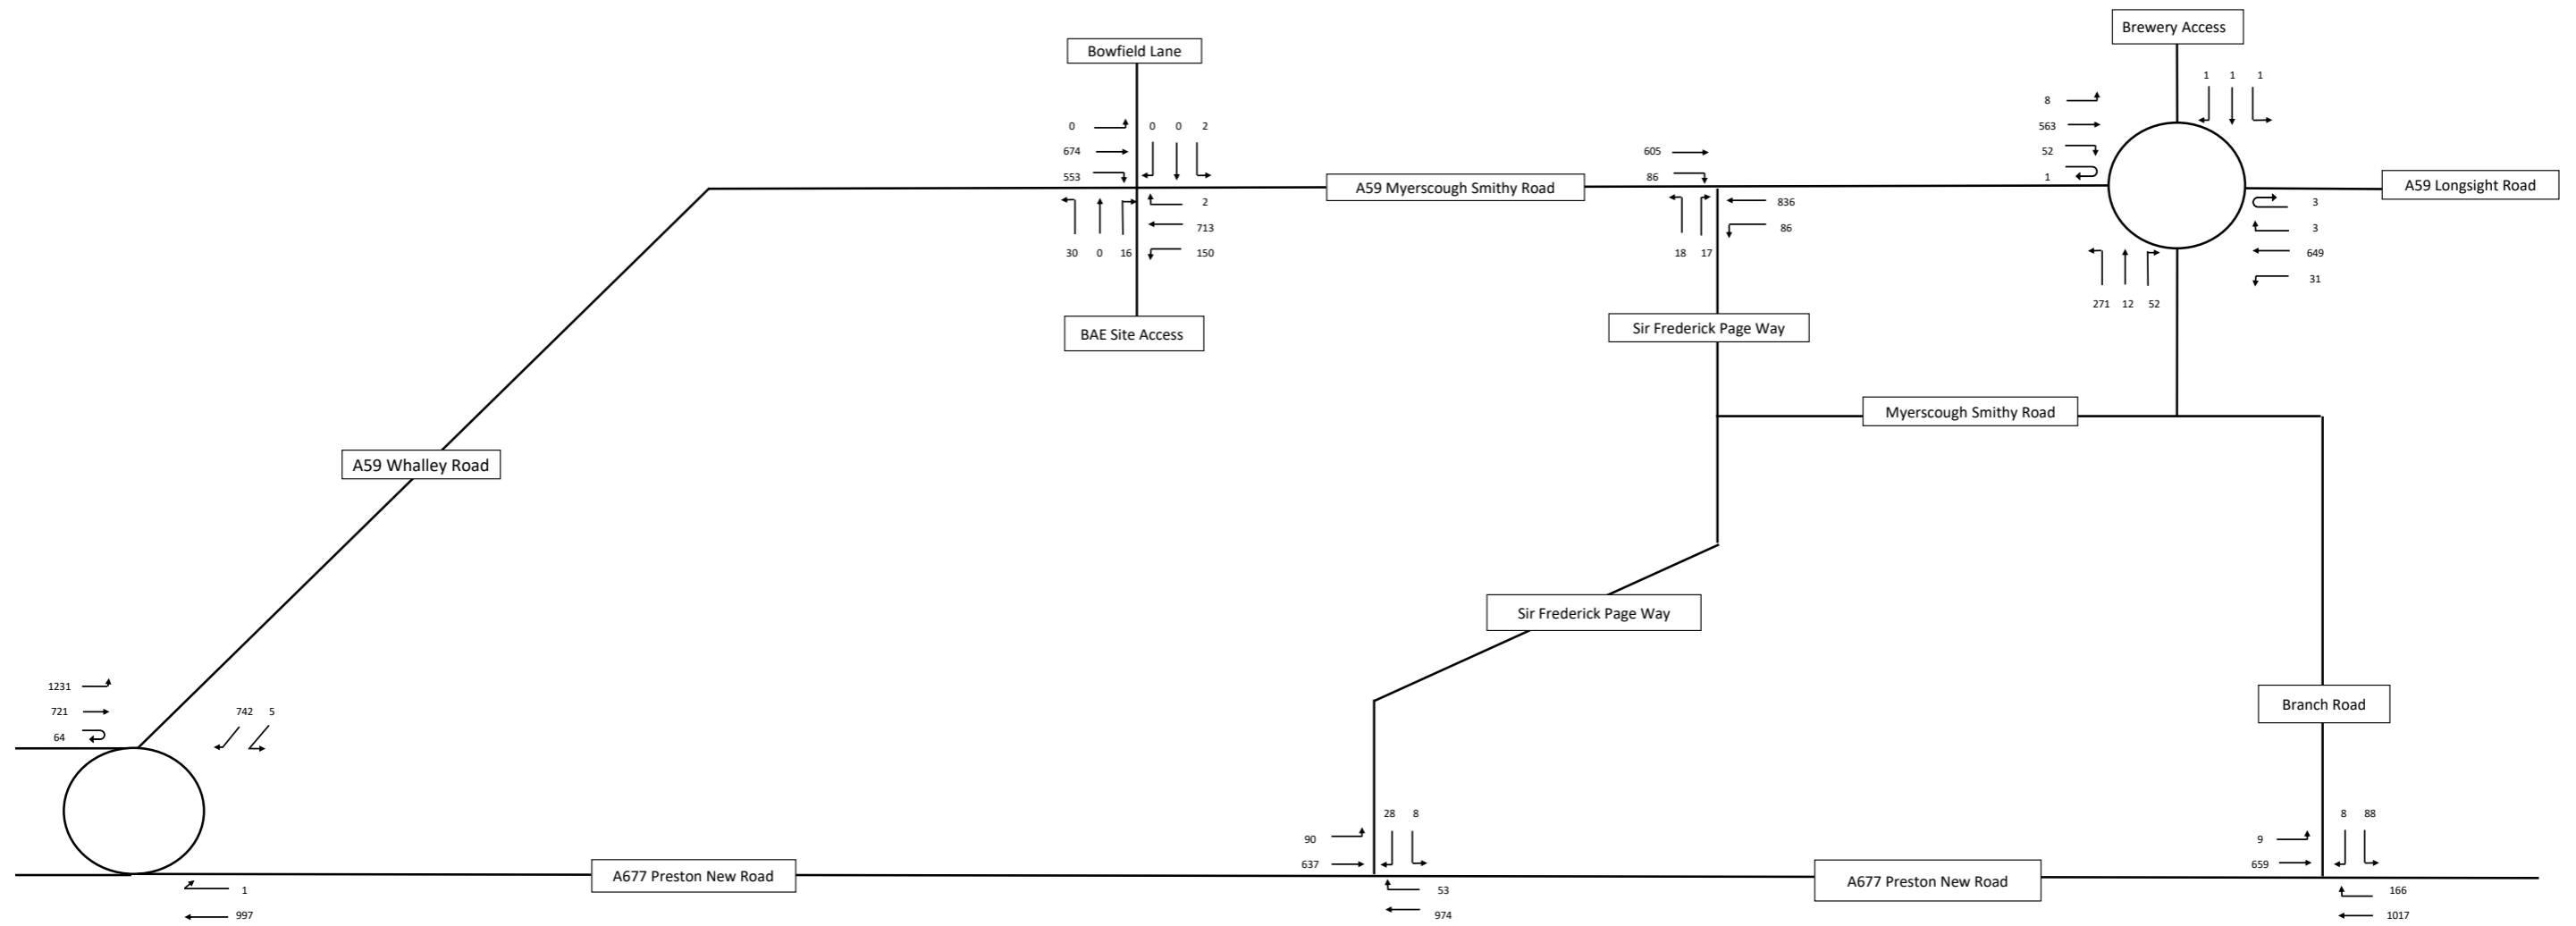 Brewery Access
Bowfield Lane
1 1 1
8
563
52
1
0
674
553
0 0 2
605
86
A59 Myerscough Smithy Road
A59 Longsight Road
2
713
150
30 0 16
836
86
18 17
3
3
649
31
271 12 52
BAE Site Access
Sir Frederick Page Way
Myerscough Smithy Road
A59 Whalley Road
Sir Frederick Page Way
1231
721
64
742 5
Branch Road
90
637
28 8
9
659
8 88
A677 Preston New Road
A677 Preston New Road
1
997
53
974
166
1017